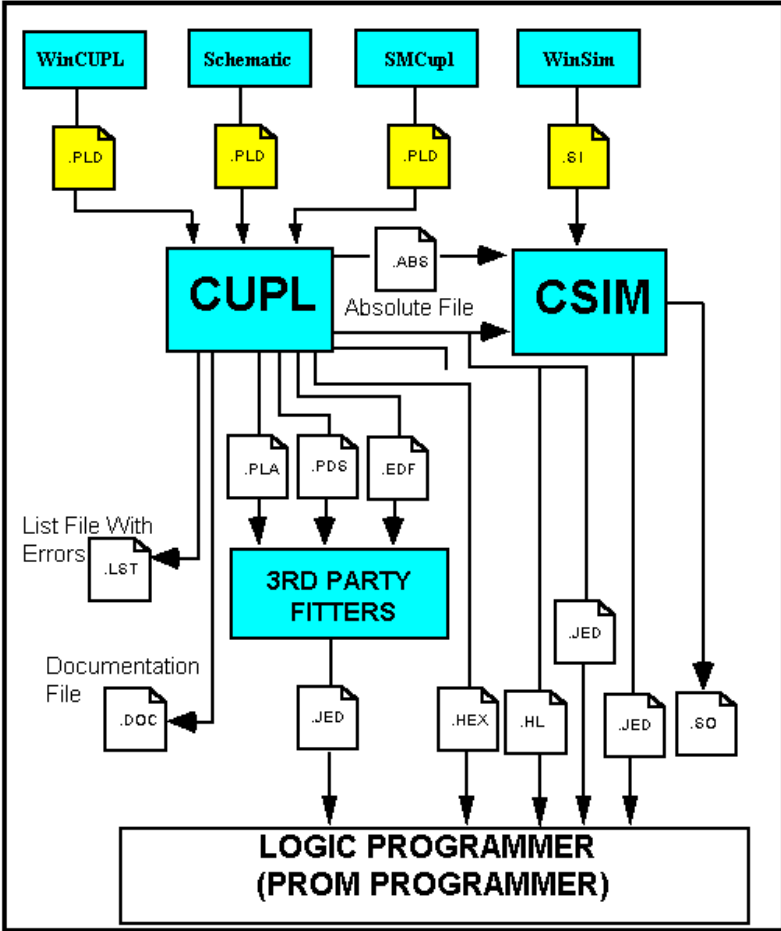 WinCUPL
Schematic
SMCupl
WinSim
.PLD
.PLD
.PLD
.SI
CUPL
.ABS
CSIM
Absolute File
.PLA
.PDS
.EDF
List File With
Errors
.LST
3RD PARTY
FITTERS
.JED
Documentation
File
.DOC
.JED
.HEX
.HL
.JED
.SO
LOGIC PROGRAMMER
(PROM PROGRAMMER)